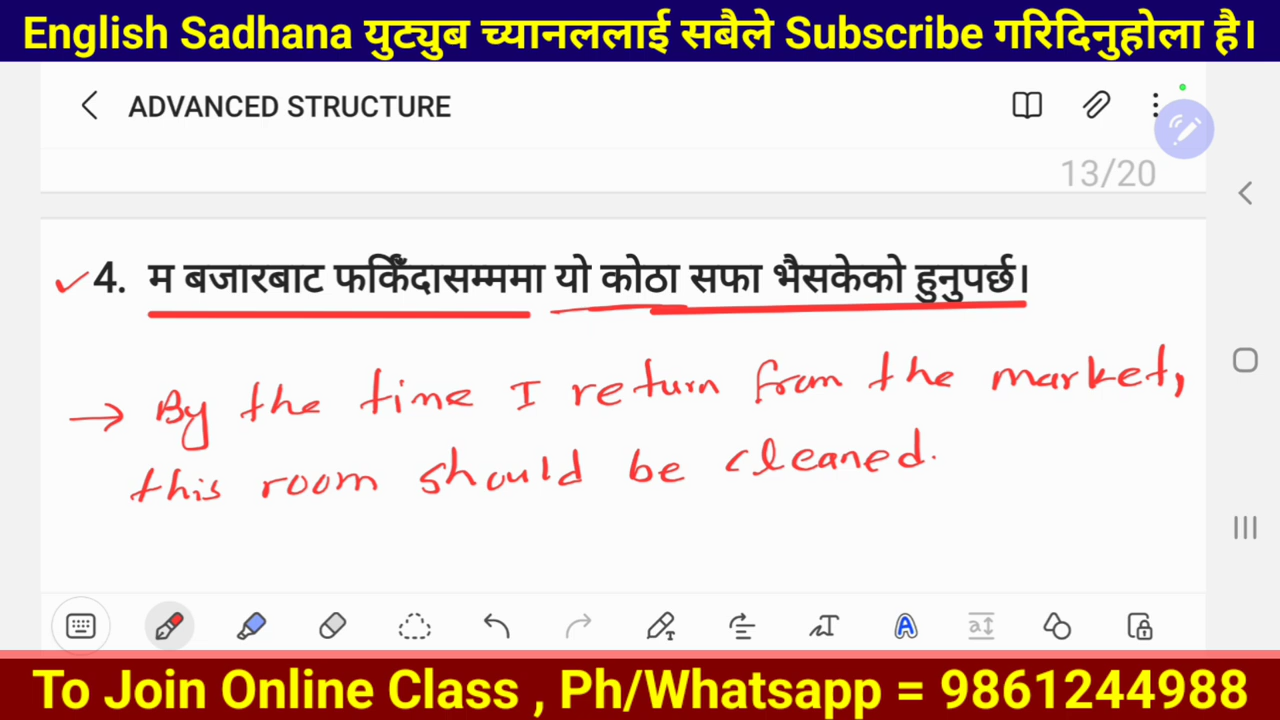 English Sadhana युट्युब च्यानललाई सबैले Subscribe गरिदिनुहोला है।
ADVANCED STRUCTURE
13/20
4. म बजारबाट फर्किँदासम्ममा यो कोठा सफा भैसकेको हुनुपर्छ।
→ By the time I return from the market,
this room should be cleaned.
To Join Online Class , Ph/Whatsapp = 9861244988